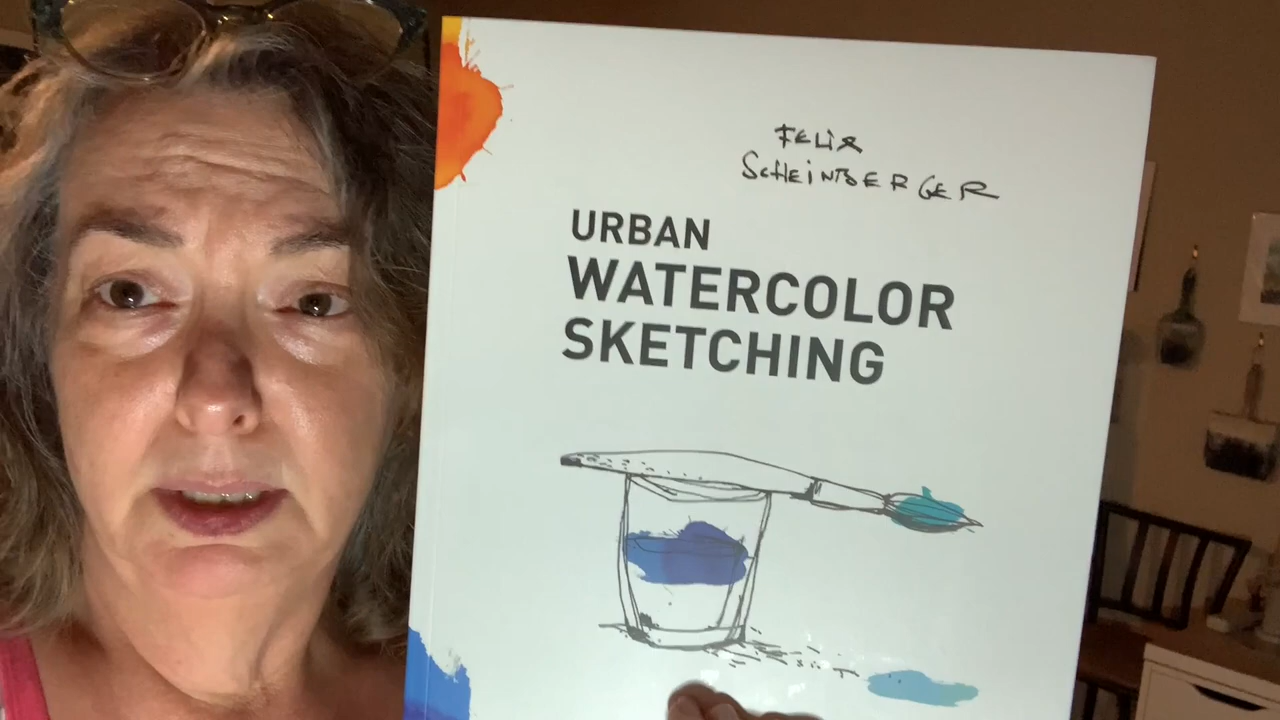 FELIX
SCHEINBERGER
URBAN
WATERCOLOR
SKETCHING